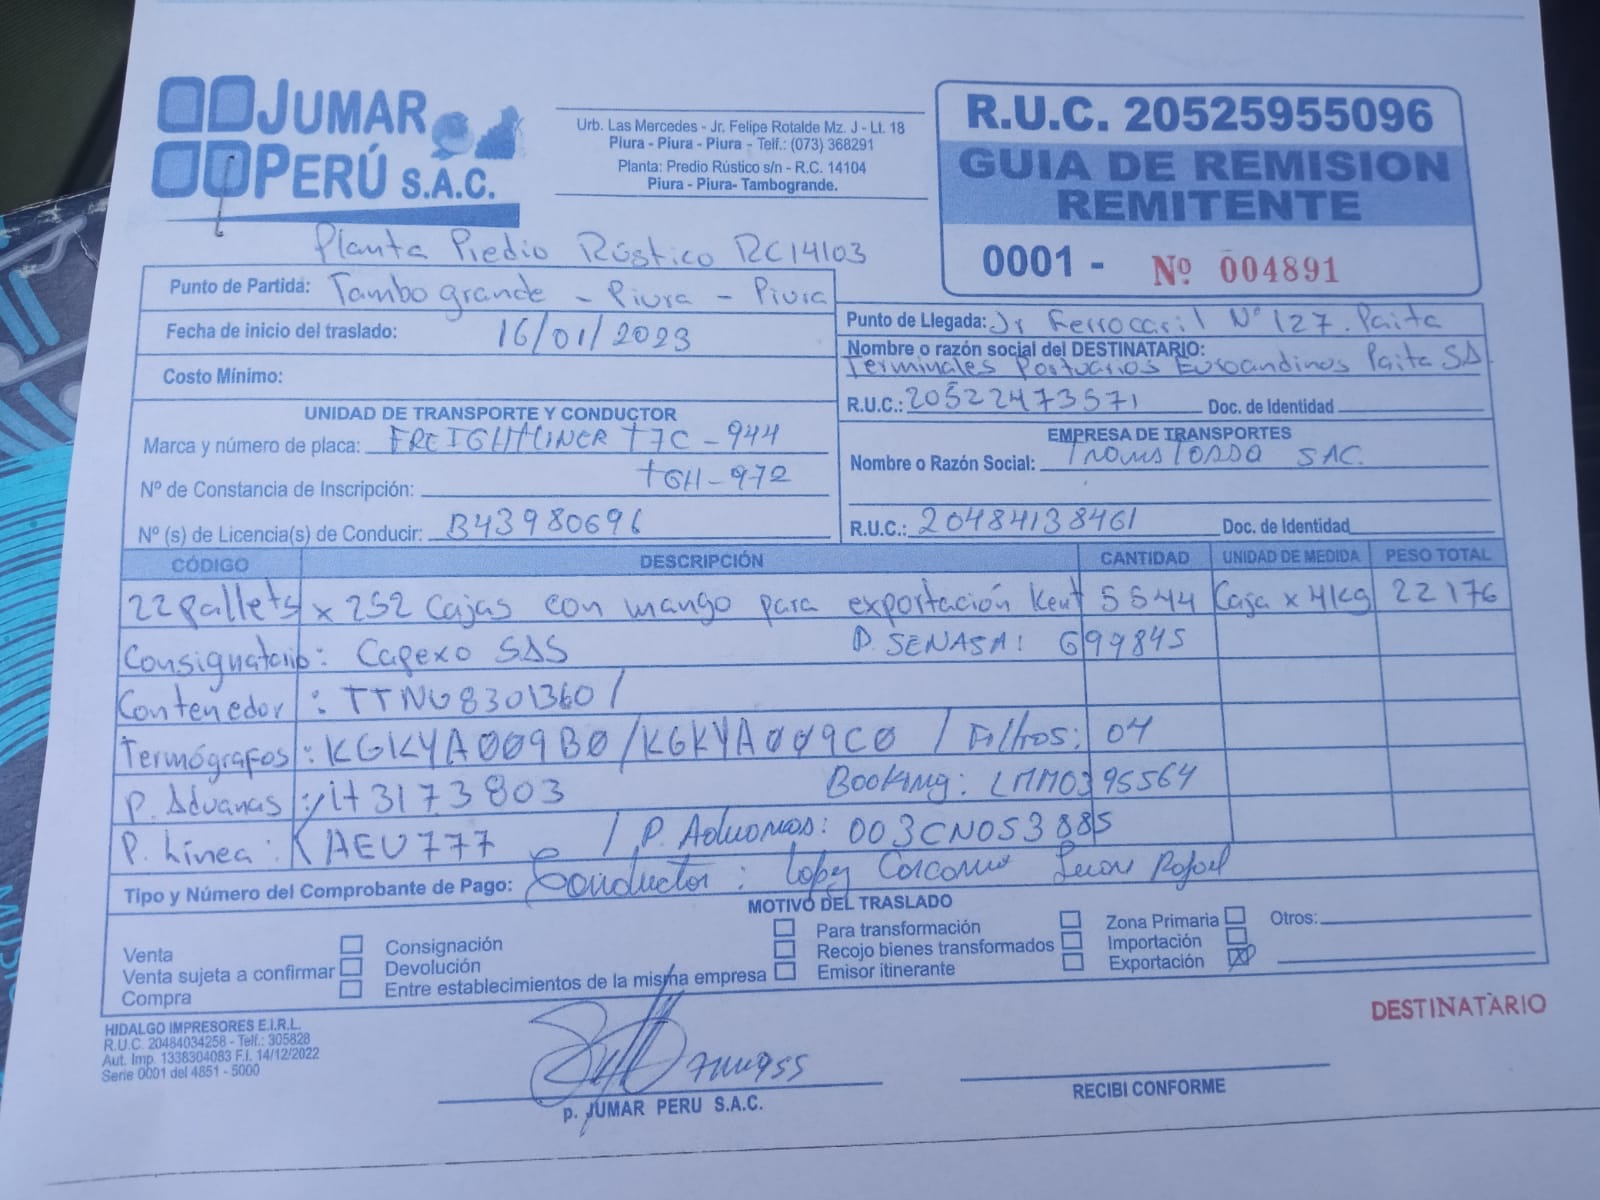 JUMAR
PERÚ S.A.C.
Urb. Las Mercedes - Jr. Felipe Rotalde Mz. J - Lt. 18
Piura - Piura - Piura - Telf.: (073) 368291
Planta: Predio Rústico s/n - R.C. 14104
Piura - Piura- Tambogrande.
R.U.C. 20525955096
GUIA DE REMISION
REMITENTE
0001 - Nº 004891
Planta Predio Rústico RC14103
Punto de Partida: Tambogrande - Piura - Piura
Fecha de inicio del traslado: 16/01/2023
Costo Mínimo:
Punto de Llegada: Jr Ferrocaril Nº 127. Paita
Nombre o razón social del DESTINATARIO:
Terminales Portuarios Euroandinos Paita SA
R.U.C.: 20522473571 Doc. de Identidad
UNIDAD DE TRANSPORTE Y CONDUCTOR
Marca y número de placa: FREIGHTLINER T7C-944
TGH-972
Nº de Constancia de Inscripción:
Nº (s) de Licencia(s) de Conducir: B43980696
EMPRESA DE TRANSPORTES
Nombre o Razón Social: SAC.
R.U.C.: 20484138461 Doc. de Identidad
CÓDIGO DESCRIPCIÓN CANTIDAD UNIDAD DE MEDIDA PESO TOTAL
22 pallets x 252 Cajas con mango para exportación Kent 5544 Caja x 4kg 22176
Consignatario: Capexo SAS D. SENASA: 699845
Contenedor : TTNU8301360 /
Termógrafos : KGKYA009B0 / KGKYA009C0 / Filtros: 04
P. Aduanas : 3173803 Booking: LMM0395564
P. Línea : AEU777 / P. Aduanas: 003CN053885
Tipo y Número del Comprobante de Pago: Conductor :
MOTIVO DEL TRASLADO
Venta
Venta sujeta a confirmar
Compra
Consignación
Devolución
Entre establecimientos de la misma empresa
Para transformación
Recojo bienes transformados
Emisor itinerante
Zona Primaria
Importación
Exportación X
Otros:
HIDALGO IMPRESORES E.I.R.L.
R.U.C. 20484034258 - Telf.: 305828
Aut. Imp. 1338304083 F.I. 14/12/2022
Serie 0001 del 4851 - 5000
p. JUMAR PERU S.A.C.
RECIBI CONFORME
DESTINATARIO